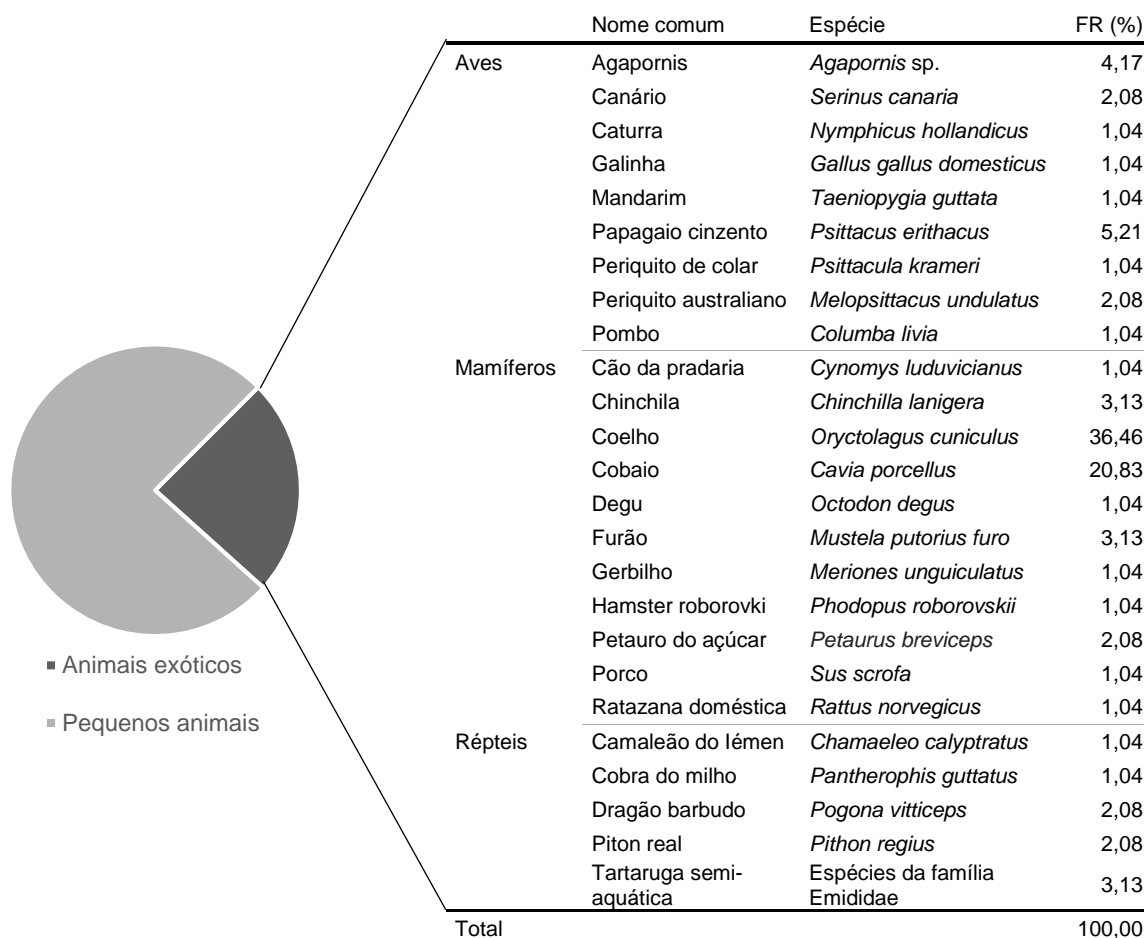 Nome comum Espécie FR (%)
Aves Agapornis Agapornis sp. 4,17
Canário Serinus canaria 2,08
Caturra Nymphicus hollandicus 1,04
Galinha Gallus gallus domesticus 1,04
Mandarim Taeniopygia guttata 1,04
Papagaio cinzento Psittacus erithacus 5,21
Periquito de colar Psittacula krameri 1,04
Periquito australiano Melopsittacus undulatus 2,08
Pombo Columba livia 1,04
Mamíferos Cão da pradaria Cynomys luduvicianus 1,04
Chinchila Chinchilla lanigera 3,13
Coelho Oryctolagus cuniculus 36,46
Cobaio Cavia porcellus 20,83
Degu Octodon degus 1,04
Furão Mustela putorius furo 3,13
Gerbilho Meriones unguiculatus 1,04
Hamster roborovki Phodopus roborovskii 1,04
Petauro do açúcar Petaurus breviceps 2,08
Porco Sus scrofa 1,04
Ratazana doméstica Rattus norvegicus 1,04
Répteis Camaleão do Iémen Chamaeleo calyptratus 1,04
Cobra do milho Pantherophis guttatus 1,04
Dragão barbudo Pogona vitticeps 2,08
Piton real Pithon regius 2,08
Tartaruga semi-aquática Espécies da família Emididae 3,13
Total 100,00
Animais exóticos
Pequenos animais